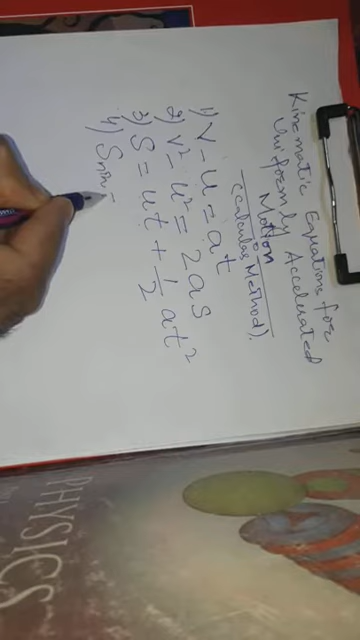 Kinematic Equations for
Uniformly Accelerated
Motion
(Calculus Method).
1) V - u = at
2) V² - u² = 2as
3) S = ut + 1/2 at²
4) Snth =
PHYSICS